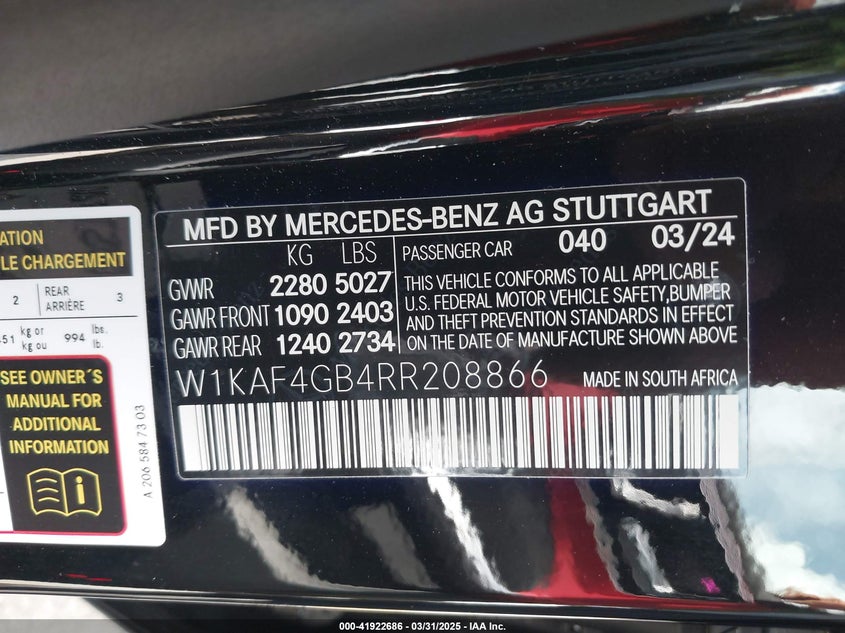 ATION
LE CHARGEMENT
2 REAR ARRIÈRE 3
51 kg or kg ou 994 lbs. lb.
SEE OWNER´S
MANUAL FOR
ADDITIONAL
INFORMATION
A 206 584 73 03
MFD BY MERCEDES-BENZ AG STUTTGART
KG LBS
GVWR 2280 5027
GAWR FRONT 1090 2403
GAWR REAR 1240 2734
PASSENGER CAR 040 03/24
THIS VEHICLE CONFORMS TO ALL APPLICABLE
U.S. FEDERAL MOTOR VEHICLE SAFETY,BUMPER
AND THEFT PREVENTION STANDARDS IN EFFECT
ON THE DATE OF MANUFACTURE SHOWN ABOVE
W1KAF4GB4RR208866 MADE IN SOUTH AFRICA
000-41922686 - 03/31/2025 - IAA Inc.